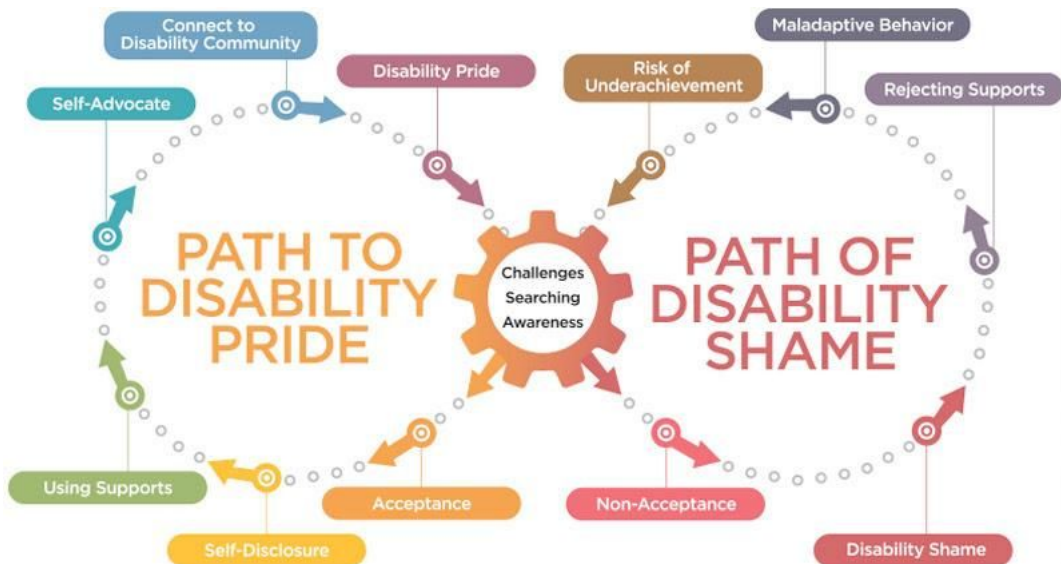 Connect to
Disability Community
Maladaptive Behavior
Disability Pride
Risk of
Underachievement
Rejecting Supports
Self-Advocate
PATH TO
DISABILITY
PRIDE
Challenges
Searching
Awareness
PATH OF
DISABILITY
SHAME
Using Supports
Acceptance
Non-Acceptance
Self-Disclosure
Disability Shame